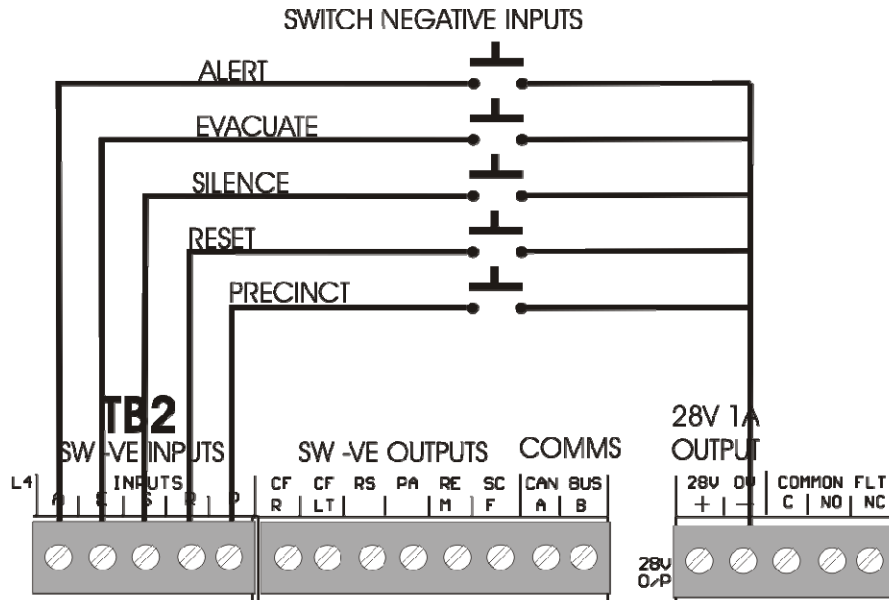 SWITCH NEGATIVE INPUTS
ALERT
EVACUATE
SILENCE
RESET
PRECINCT
TB2
SW -VE INPUTS
SW -VE OUTPUTS
COMMS
28V 1A
OUTPUT
L4
INPUTS
A E S R P
CF CF RS PA RE SC
R LT M F
CAN BUS
A B
28V 0V
+ -
COMMON FLT
C NO NC
28V
O/P